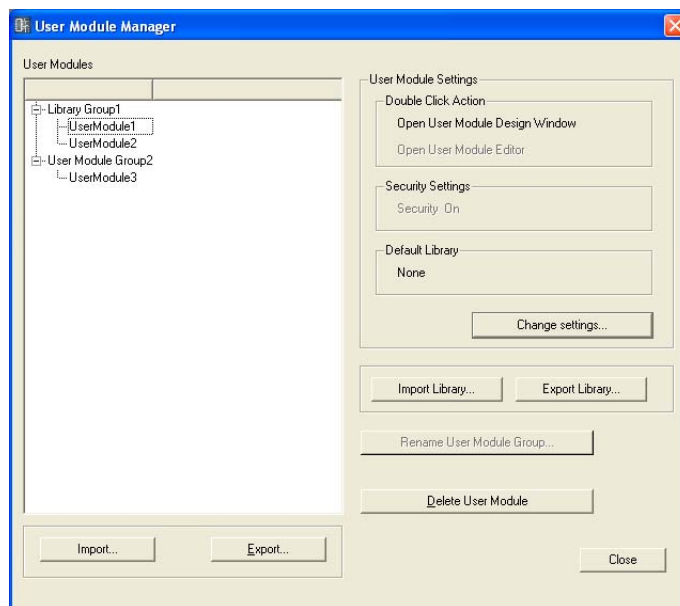 User Module Manager
User Modules
Library Group1
UserModule1
UserModule2
User Module Group2
UserModule3
Import...
Export...
User Module Settings
Double Click Action
Open User Module Design Window
Open User Module Editor
Security Settings
Security On
Default Library
None
Change settings...
Import Library...
Export Library...
Rename User Module Group...
Delete User Module
Close